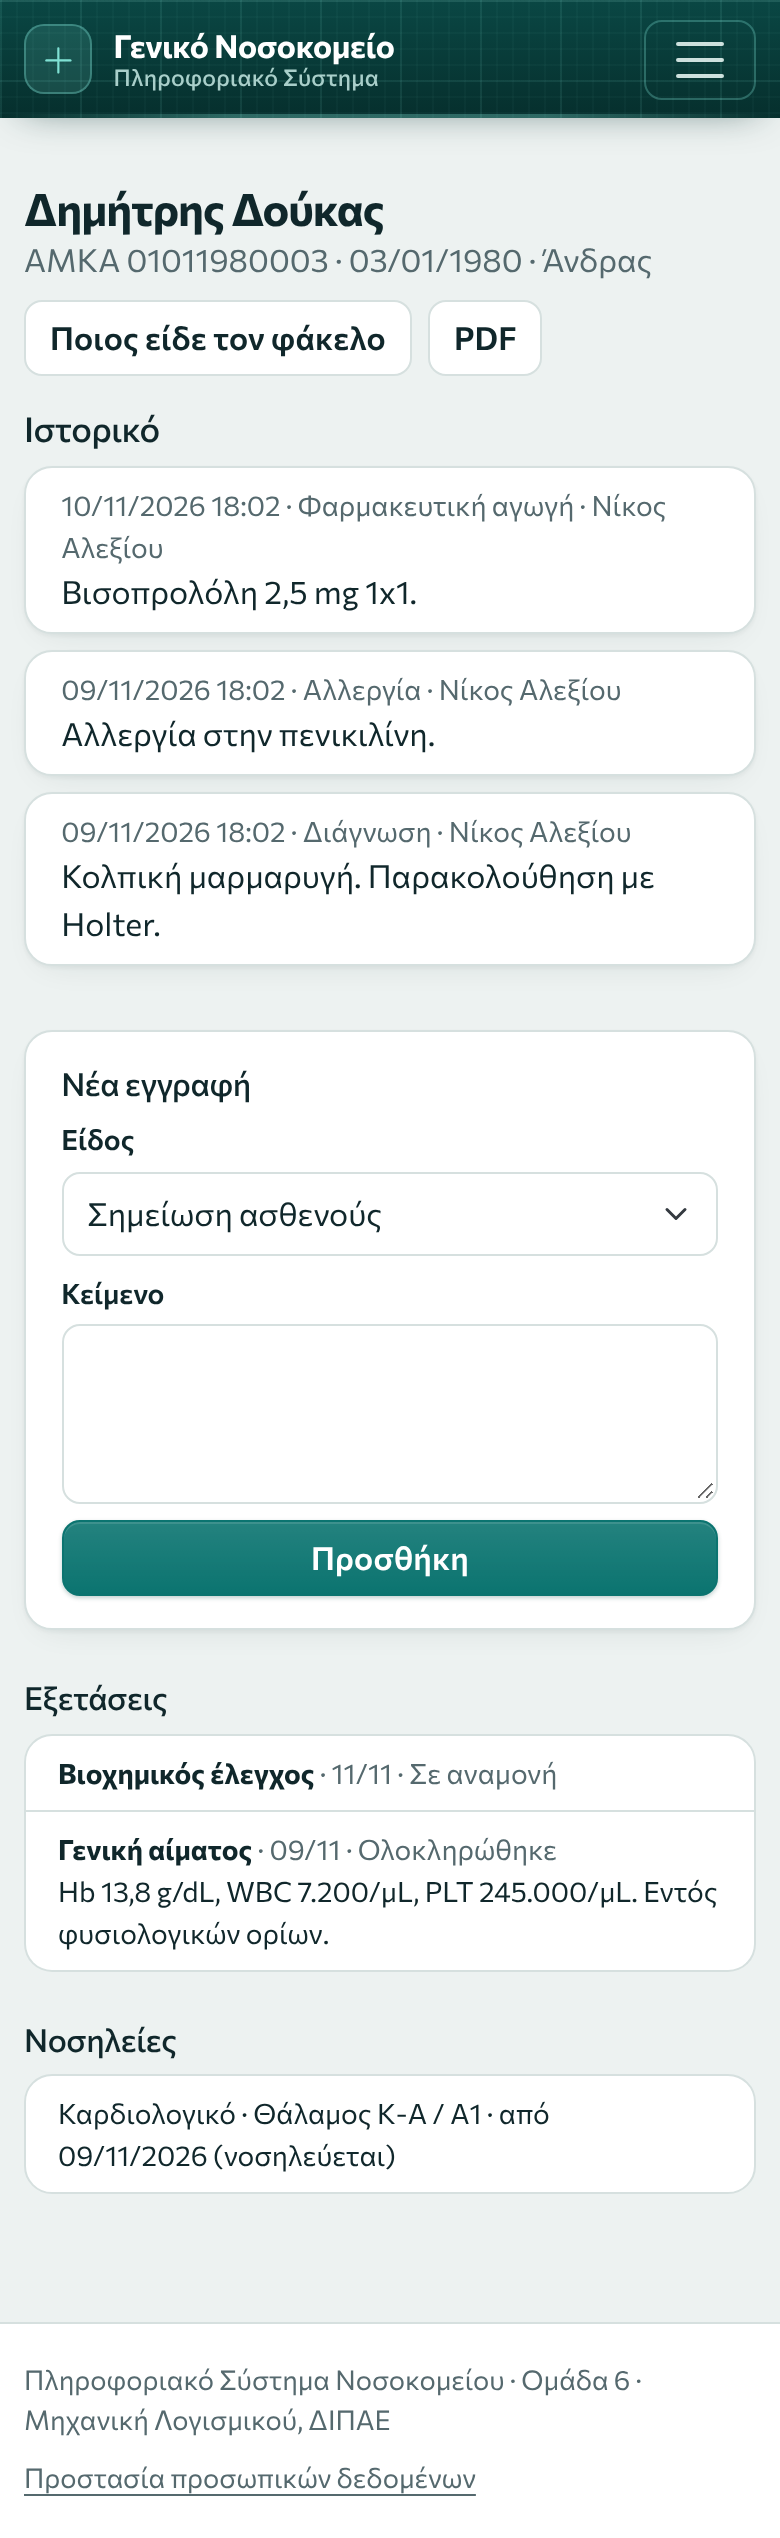 Γενικό Νοσοκομείο
Πληροφοριακό Σύστημα
Δημήτρης Δούκας
ΑΜΚΑ 01011980003 · 03/01/1980 · Άνδρας
Ποιος είδε τον φάκελο
PDF
Ιστορικό
10/11/2026 18:02 · Φαρμακευτική αγωγή · Νίκος
Αλεξίου
Βισοπρολόλη 2,5 mg 1x1.
09/11/2026 18:02 · Αλλεργία · Νίκος Αλεξίου
Αλλεργία στην πενικιλίνη.
09/11/2026 18:02 · Διάγνωση · Νίκος Αλεξίου
Κολπική μαρμαρυγή. Παρακολούθηση με
Holter.
Νέα εγγραφή
Είδος
Σημείωση ασθενούς
Κείμενο
Προσθήκη
Εξετάσεις
Βιοχημικός έλεγχος · 11/11 · Σε αναμονή
Γενική αίματος · 09/11 · Ολοκληρώθηκε
Hb 13,8 g/dL, WBC 7.200/μL, PLT 245.000/μL. Εντός
φυσιολογικών ορίων.
Νοσηλείες
Καρδιολογικό · Θάλαμος Κ-Α / Α1 · από
09/11/2026 (νοσηλεύεται)
Πληροφοριακό Σύστημα Νοσοκομείου · Ομάδα 6 ·
Μηχανική Λογισμικού, ΔΙΠΑΕ
Προστασία προσωπικών δεδομένων